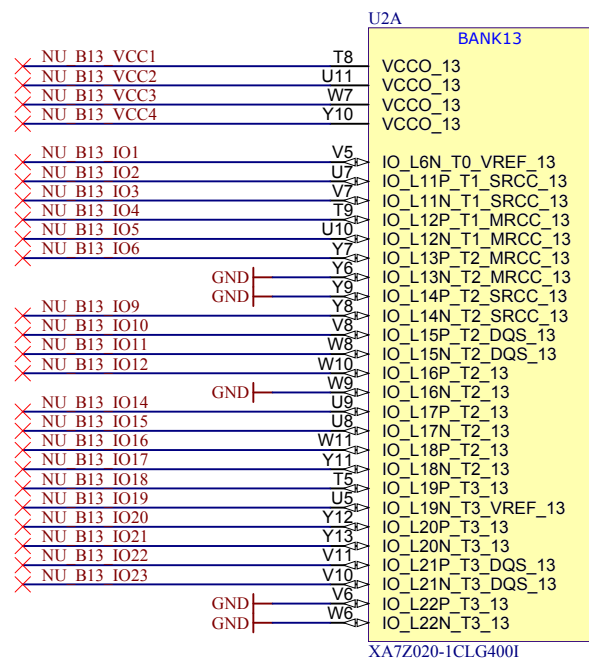 U2A
BANK13
NU_B13_VCC1 T8 VCCO_13
NU_B13_VCC2 U11 VCCO_13
NU_B13_VCC3 W7 VCCO_13
NU_B13_VCC4 Y10 VCCO_13
NU_B13_IO1 V5 IO_L6N_T0_VREF_13
NU_B13_IO2 U7 IO_L11P_T1_SRCC_13
NU_B13_IO3 V7 IO_L11N_T1_SRCC_13
NU_B13_IO4 T9 IO_L12P_T1_MRCC_13
NU_B13_IO5 U10 IO_L12N_T1_MRCC_13
NU_B13_IO6 Y7 IO_L13P_T2_MRCC_13
GND Y6 IO_L13N_T2_MRCC_13
GND Y9 IO_L14P_T2_SRCC_13
NU_B13_IO9 Y8 IO_L14N_T2_SRCC_13
NU_B13_IO10 V8 IO_L15P_T2_DQS_13
NU_B13_IO11 W8 IO_L15N_T2_DQS_13
NU_B13_IO12 W10 IO_L16P_T2_13
GND W9 IO_L16N_T2_13
NU_B13_IO14 U9 IO_L17P_T2_13
NU_B13_IO15 U8 IO_L17N_T2_13
NU_B13_IO16 W11 IO_L18P_T2_13
NU_B13_IO17 Y11 IO_L18N_T2_13
NU_B13_IO18 T5 IO_L19P_T3_13
NU_B13_IO19 U5 IO_L19N_T3_VREF_13
NU_B13_IO20 Y12 IO_L20P_T3_13
NU_B13_IO21 Y13 IO_L20N_T3_13
NU_B13_IO22 V11 IO_L21P_T3_DQS_13
NU_B13_IO23 V10 IO_L21N_T3_DQS_13
GND V6 IO_L22P_T3_13
GND W6 IO_L22N_T3_13
XA7Z020-1CLG400I